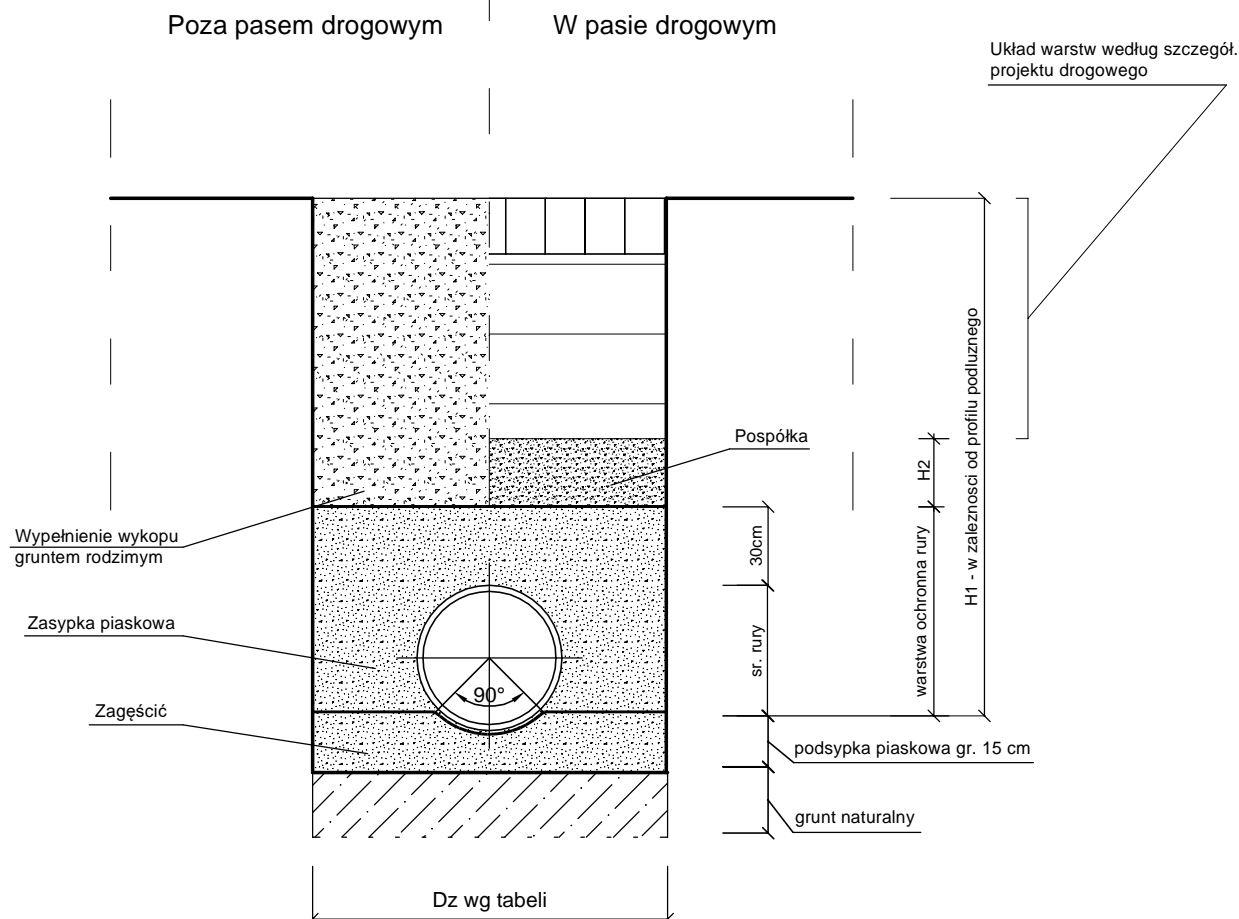 Poza pasem drogowym
W pasie drogowym
Układ warstw według szczegół.
projektu drogowego
Pospółka
H2
H1 - w zaleznosci od profilu podluznego
Wypełnienie wykopu
gruntem rodzimym
30cm
warstwa ochronna rury
Zasypka piaskowa
sr. rury
90°
Zagęścić
podsypka piaskowa gr. 15 cm
grunt naturalny
Dz wg tabeli